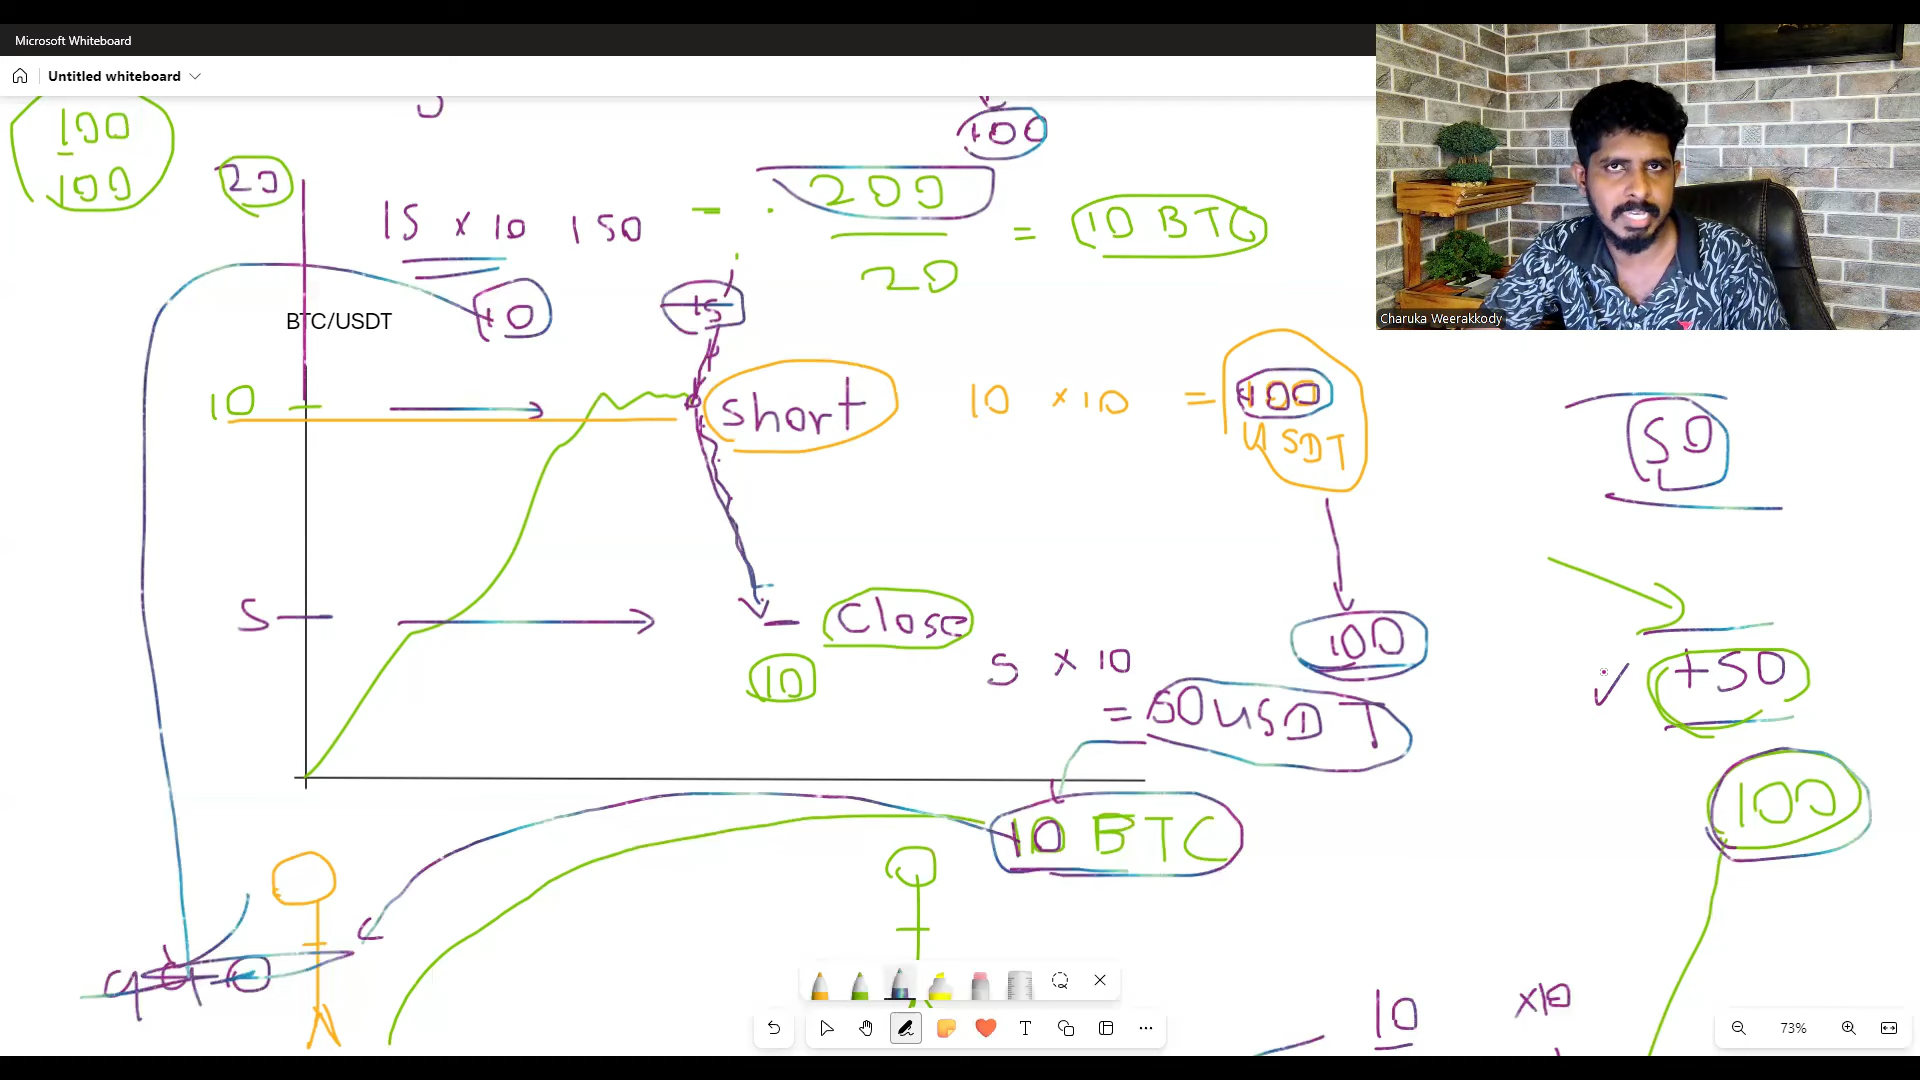 Microsoft Whiteboard
Untitled whiteboard
100
100
20
15 x 10 150
200
20
= 10 BTC
+100
10
15
BTC/USDT
Charuka Weerakkody
10
short
10 x 10 = 100
USDT
50
5
Close
10
100
5 x 10
= 50 USDT
+50
100
10 BTC
10 x10
73%